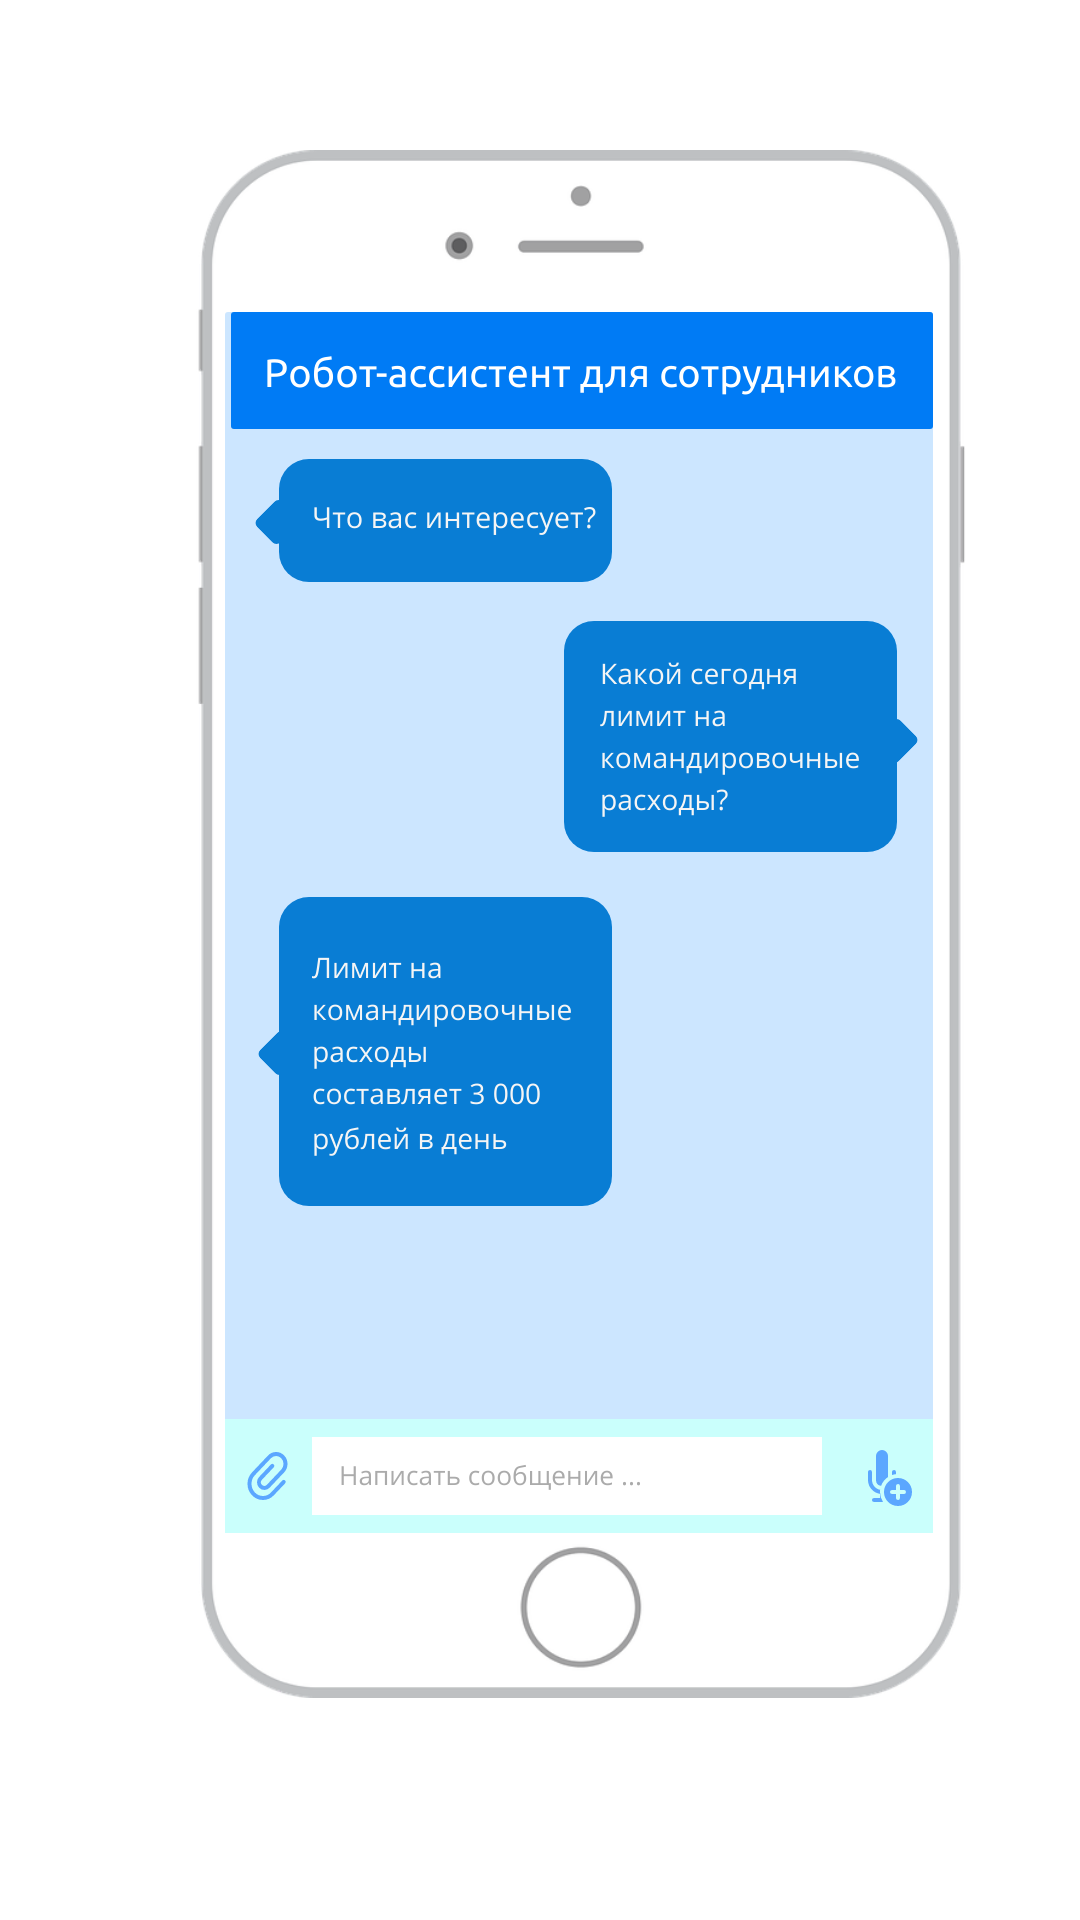 Робот-ассистент для сотрудников
Что вас интересует?
Какой сегодня
лимит на
командировочные
расходы?
Лимит на
командировочные
расходы
составляет 3 000
рублей в день
Написать сообщение ...